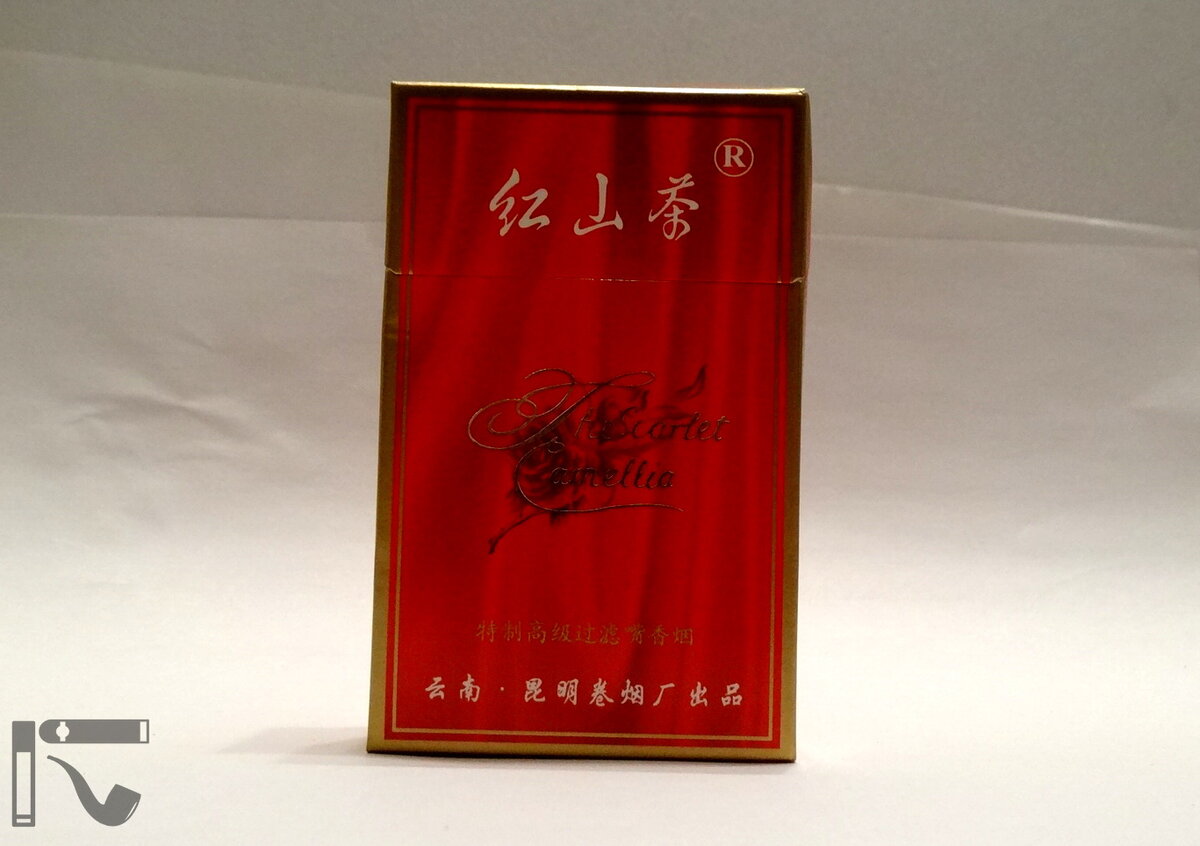 红山茶 ®
The Scarlet
Camellia
特制高级过滤嘴香烟
云南·昆明卷烟厂出品